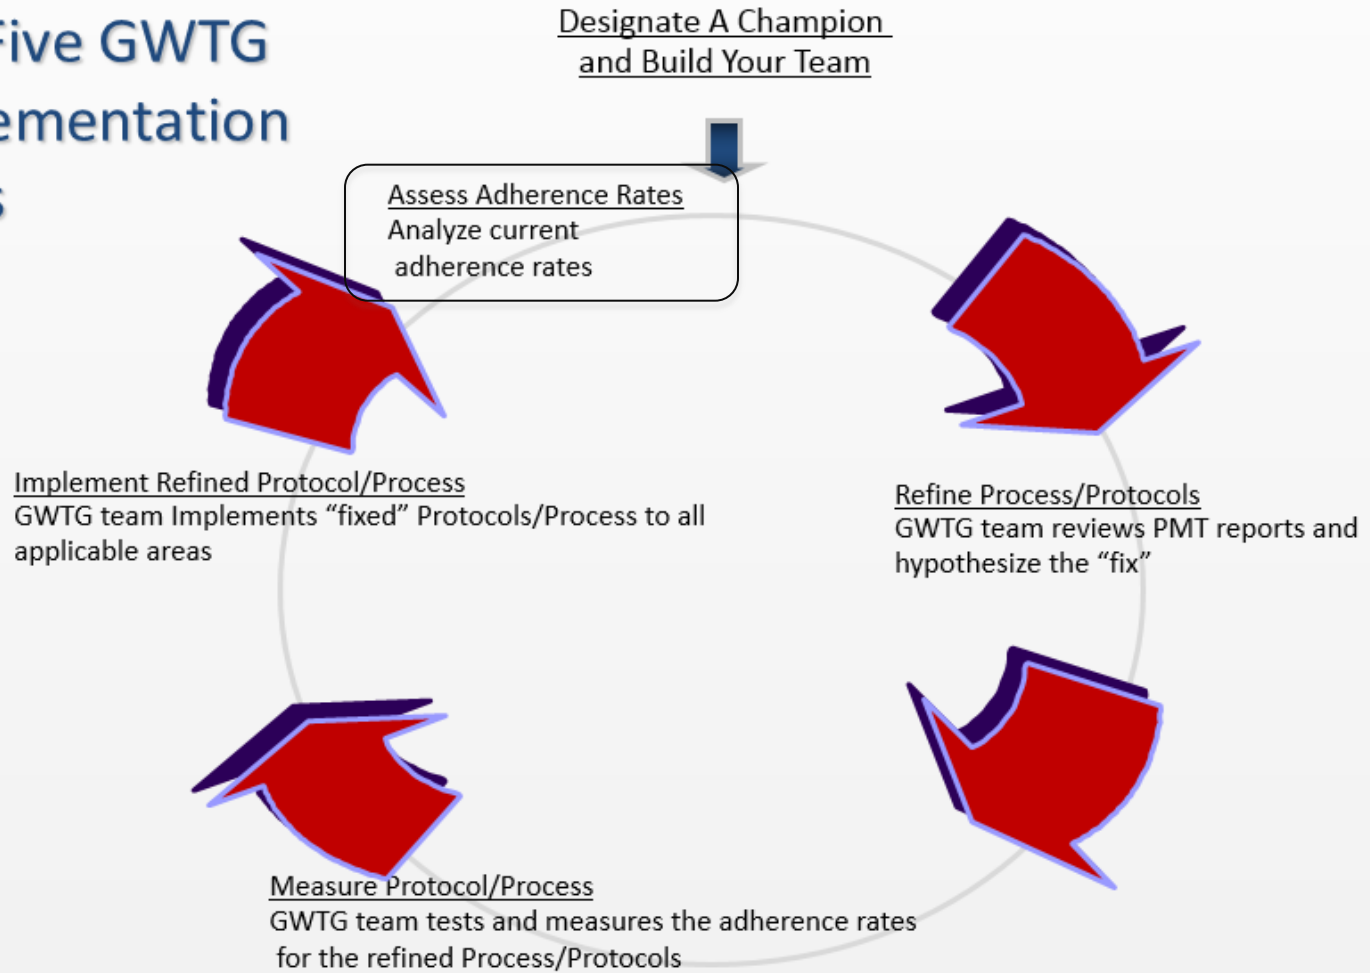 Five GWTG
ementation
s
Designate A Champion
and Build Your Team
Assess Adherence Rates
Analyze current
adherence rates
Refine Process/Protocols
GWTG team reviews PMT reports and
hypothesize the “fix”
Measure Protocol/Process
GWTG team tests and measures the adherence rates
for the refined Process/Protocols
Implement Refined Protocol/Process
GWTG team Implements “fixed” Protocols/Process to all
applicable areas